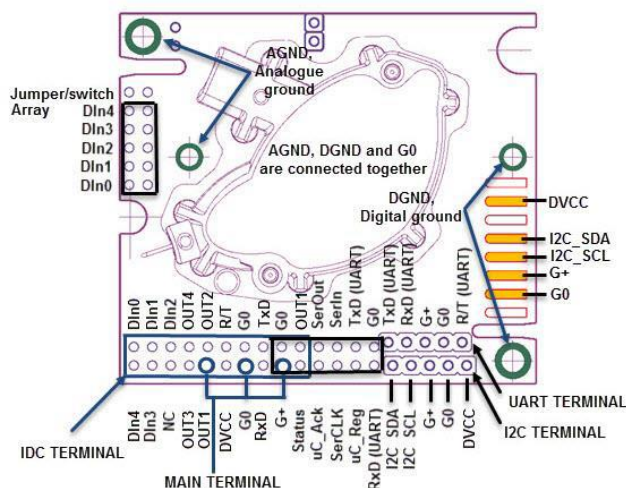 AGND,
Analogue
ground
Jumper/switch
Array
DIn4
DIn3
DIn2
DIn1
DIn0
AGND, DGND and G0
are connected together
DGND,
Digital ground
DVCC
I2C_SDA
I2C_SCL
G+
G0
DIn0
DIn1
DIn2
OUT4
OUT2
R/T
G0
TxD
G0
OUT1
SerOut
SerIn
TxD (UART)
G0
TxD (UART)
RxD (UART)
G+
G0
R/T (UART)
DIn4
DIn3
NC
OUT3
OUT1
DVCC
G0
RxD
G+
Status
uC_Ack
SerCLK
uC_Reg
RxD (UART)
I2C SDA
I2C SCL
G+
G0
DVCC
UART TERMINAL
I2C TERMINAL
IDC TERMINAL
MAIN TERMINAL